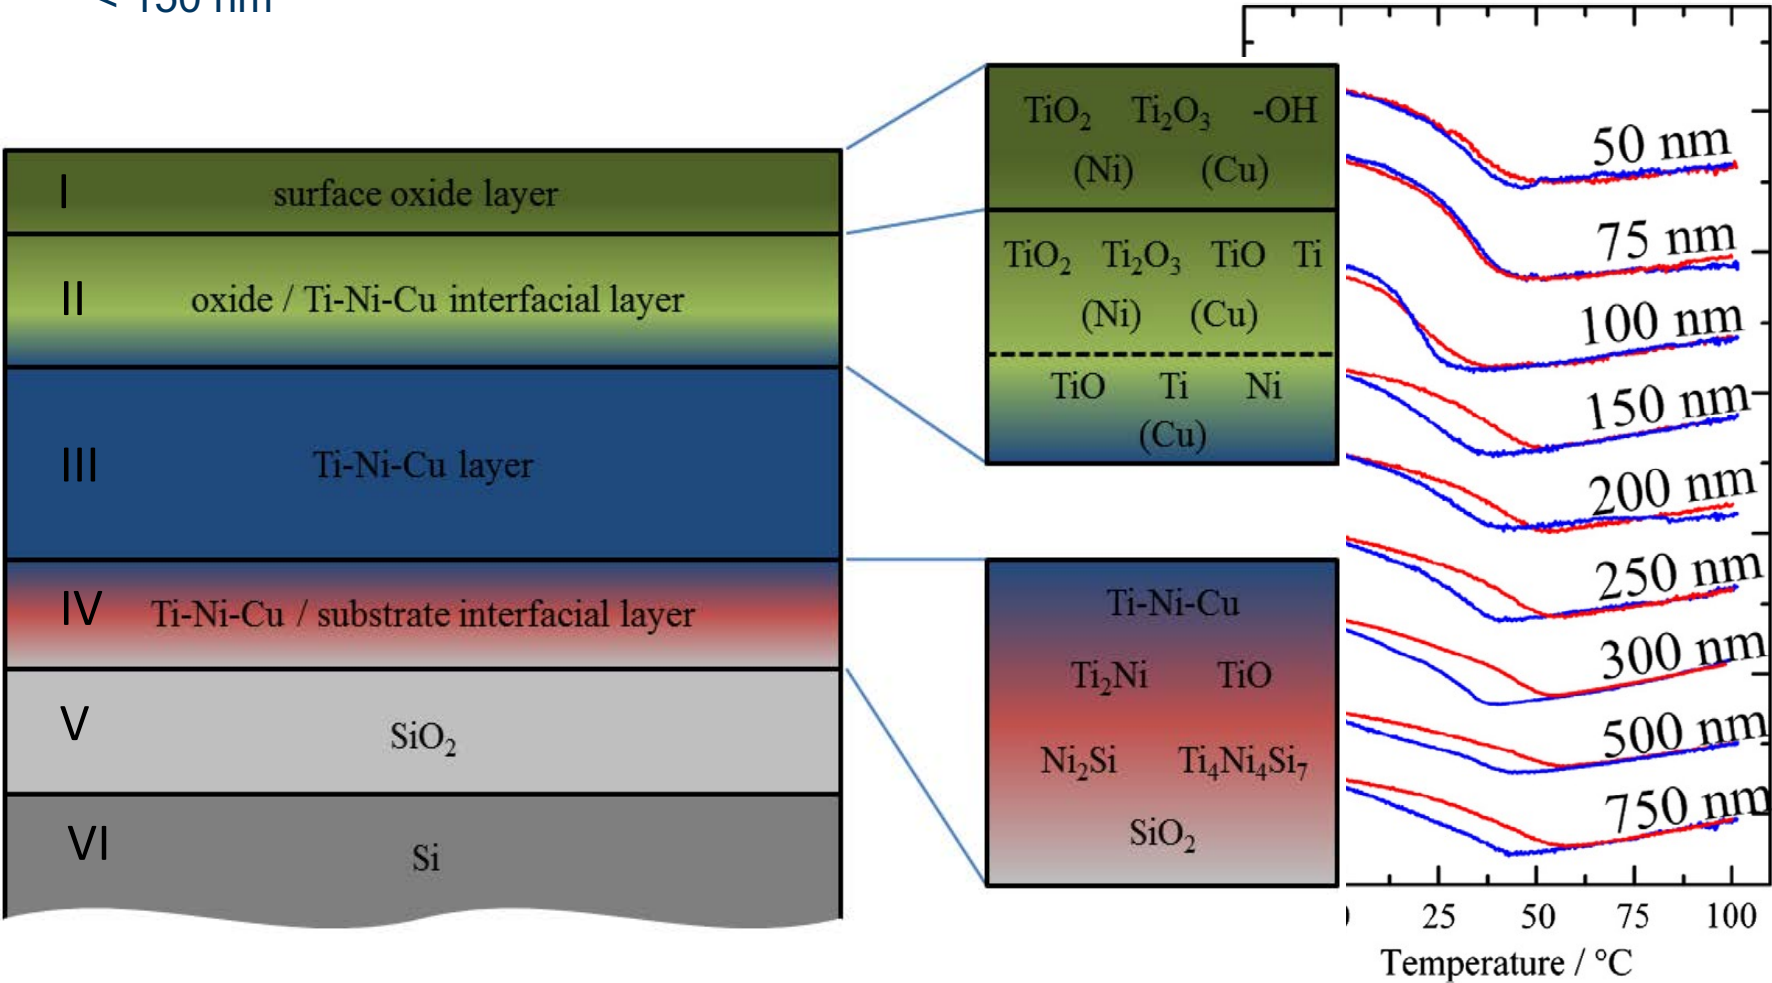 < 150 nm
I surface oxide layer
II oxide / Ti-Ni-Cu interfacial layer
III Ti-Ni-Cu layer
IV Ti-Ni-Cu / substrate interfacial layer
V SiO₂
VI Si
TiO₂ Ti₂O₃ -OH
(Ni) (Cu)
TiO₂ Ti₂O₃ TiO Ti
(Ni) (Cu)
TiO Ti Ni
(Cu)
Ti-Ni-Cu
Ti₂Ni TiO
Ni₂Si Ti₄Ni₄Si₇
SiO₂
50 nm
75 nm
100 nm
150 nm
200 nm
250 nm
300 nm
500 nm
750 nm
25 50 75 100
Temperature / °C